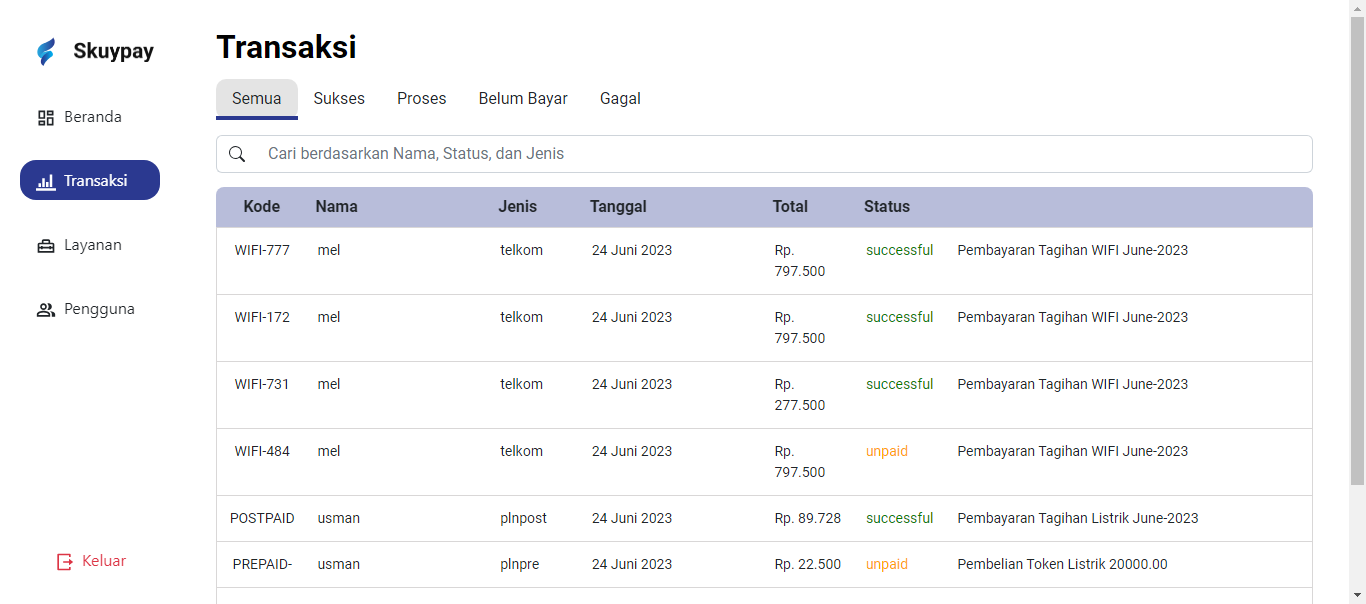 Skuypay
Beranda
Transaksi
Layanan
Pengguna
Keluar
Transaksi
Semua Sukses Proses Belum Bayar Gagal
Cari berdasarkan Nama, Status, dan Jenis
Kode Nama Jenis Tanggal Total Status
WIFI-777 mel telkom 24 Juni 2023 Rp. successful Pembayaran Tagihan WIFI June-2023
797.500
WIFI-172 mel telkom 24 Juni 2023 Rp. successful Pembayaran Tagihan WIFI June-2023
797.500
WIFI-731 mel telkom 24 Juni 2023 Rp. successful Pembayaran Tagihan WIFI June-2023
277.500
WIFI-484 mel telkom 24 Juni 2023 Rp. unpaid Pembayaran Tagihan WIFI June-2023
797.500
POSTPAID usman plnpost 24 Juni 2023 Rp. 89.728 successful Pembayaran Tagihan Listrik June-2023
PREPAID- usman plnpre 24 Juni 2023 Rp. 22.500 unpaid Pembelian Token Listrik 20000.00